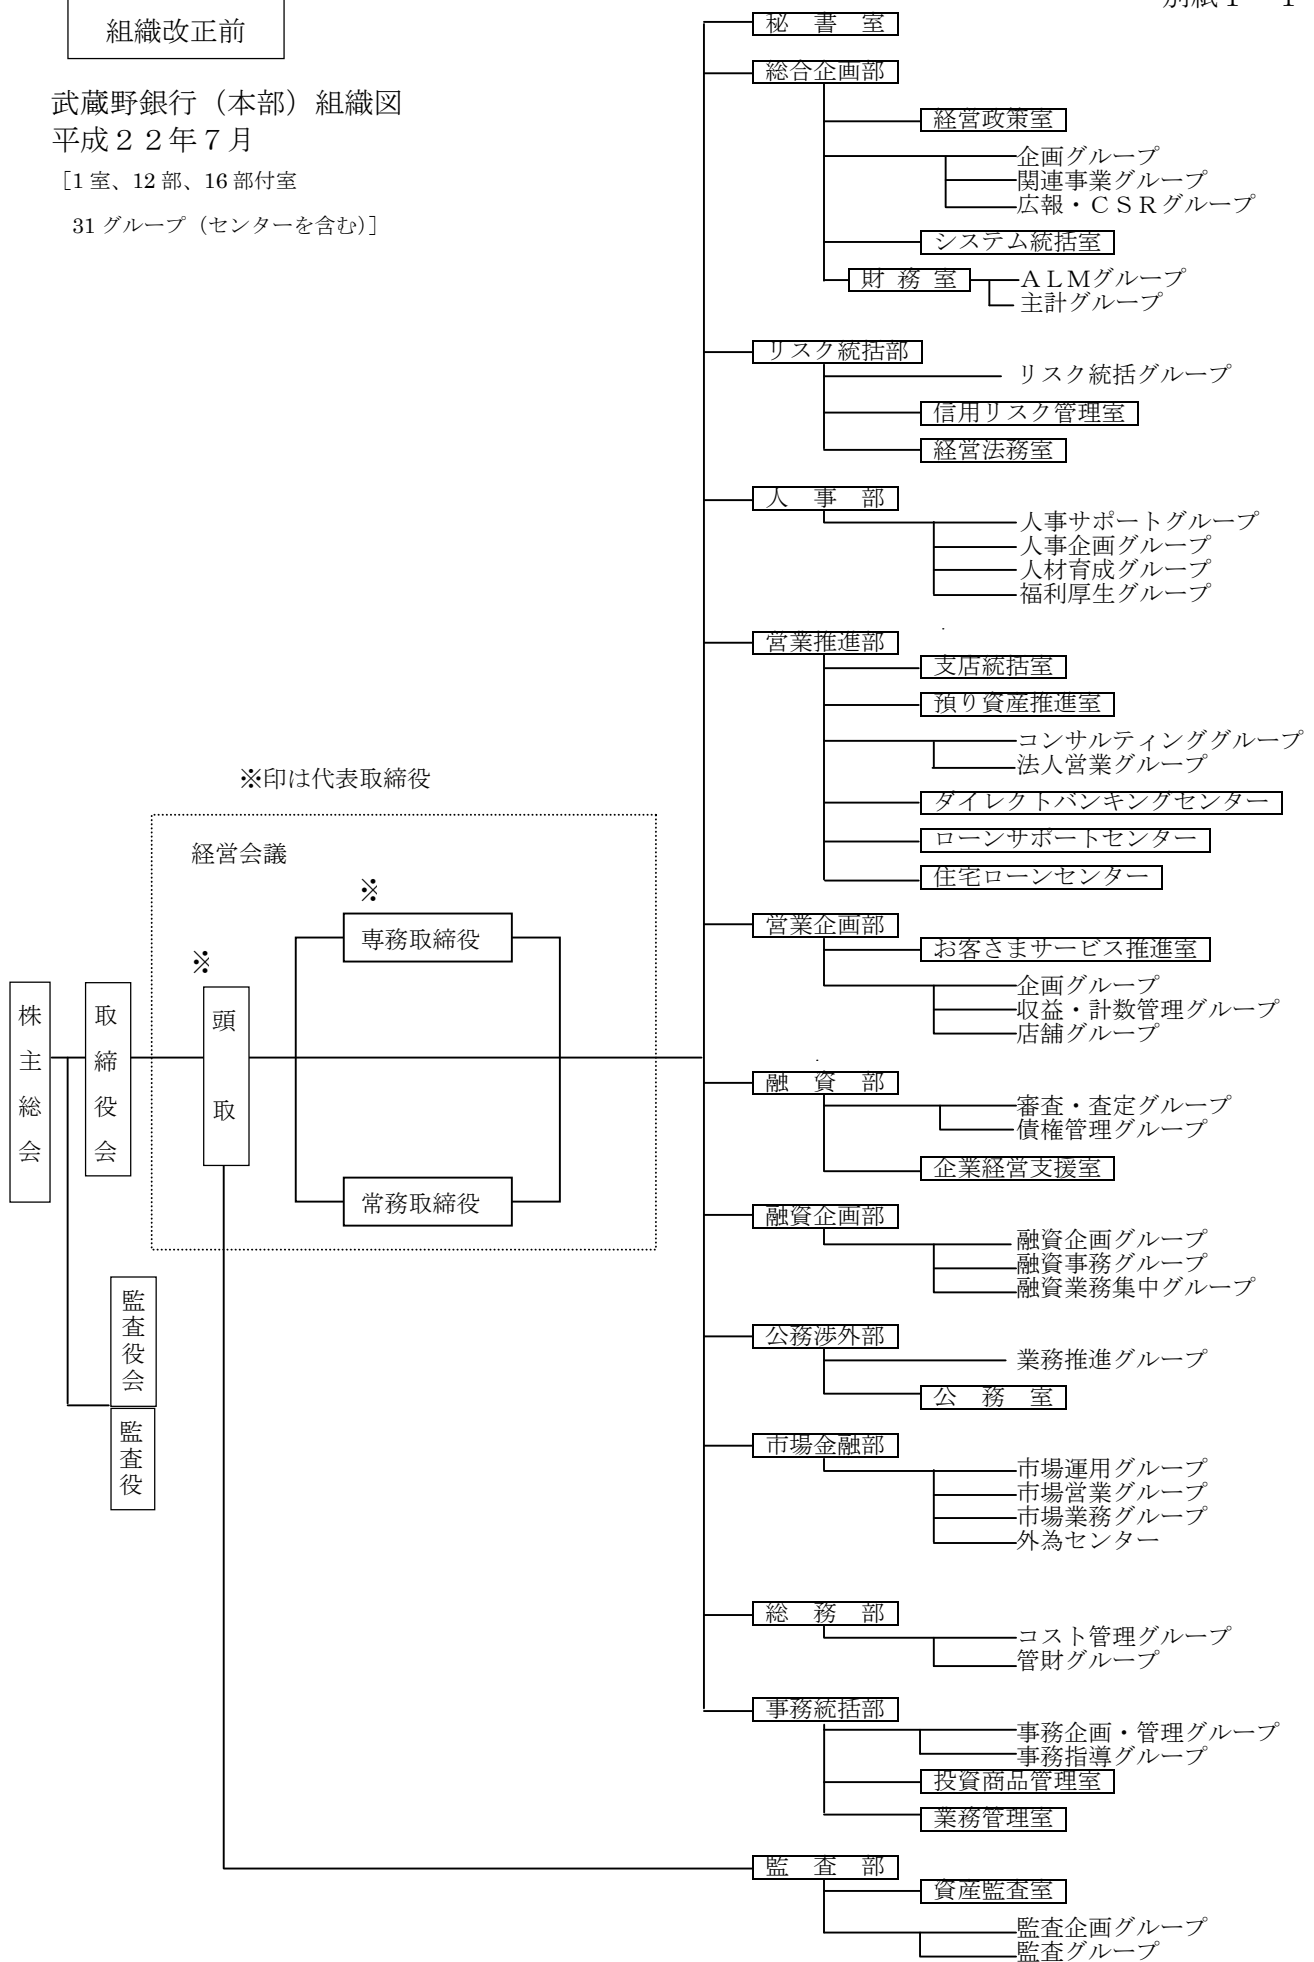 別紙１－１
組織改正前
武蔵野銀行（本部）組織図
平成２２年７月
［1 室、12 部、16 部付室
31 グループ（センターを含む）］
秘　書　室
総合企画部
経営政策室
企画グループ
関連事業グループ
広報・ＣＳＲグループ
システム統括室
財 務 室
ＡＬＭグループ
主計グループ
リスク統括部
リスク統括グループ
信用リスク管理室
経営法務室
人　事　部
人事サポートグループ
人事企画グループ
人材育成グループ
福利厚生グループ
営業推進部
支店統括室
預り資産推進室
コンサルティンググループ
法人営業グループ
ダイレクトバンキングセンター
ローンサポートセンター
住宅ローンセンター
営業企画部
お客さまサービス推進室
企画グループ
収益・計数管理グループ
店舗グループ
融　資　部
審査・査定グループ
債権管理グループ
企業経営支援室
融資企画部
融資企画グループ
融資事務グループ
融資業務集中グループ
公務渉外部
業務推進グループ
公　務　室
市場金融部
市場運用グループ
市場営業グループ
市場業務グループ
外為センター
総　務　部
コスト管理グループ
管財グループ
事務統括部
事務企画・管理グループ
事務指導グループ
投資商品管理室
業務管理室
監　査　部
資産監査室
監査企画グループ
監査グループ
※印は代表取締役
経営会議
※
専務取締役
※
頭取
常務取締役
株主総会
取締役会
監査役会
監査役